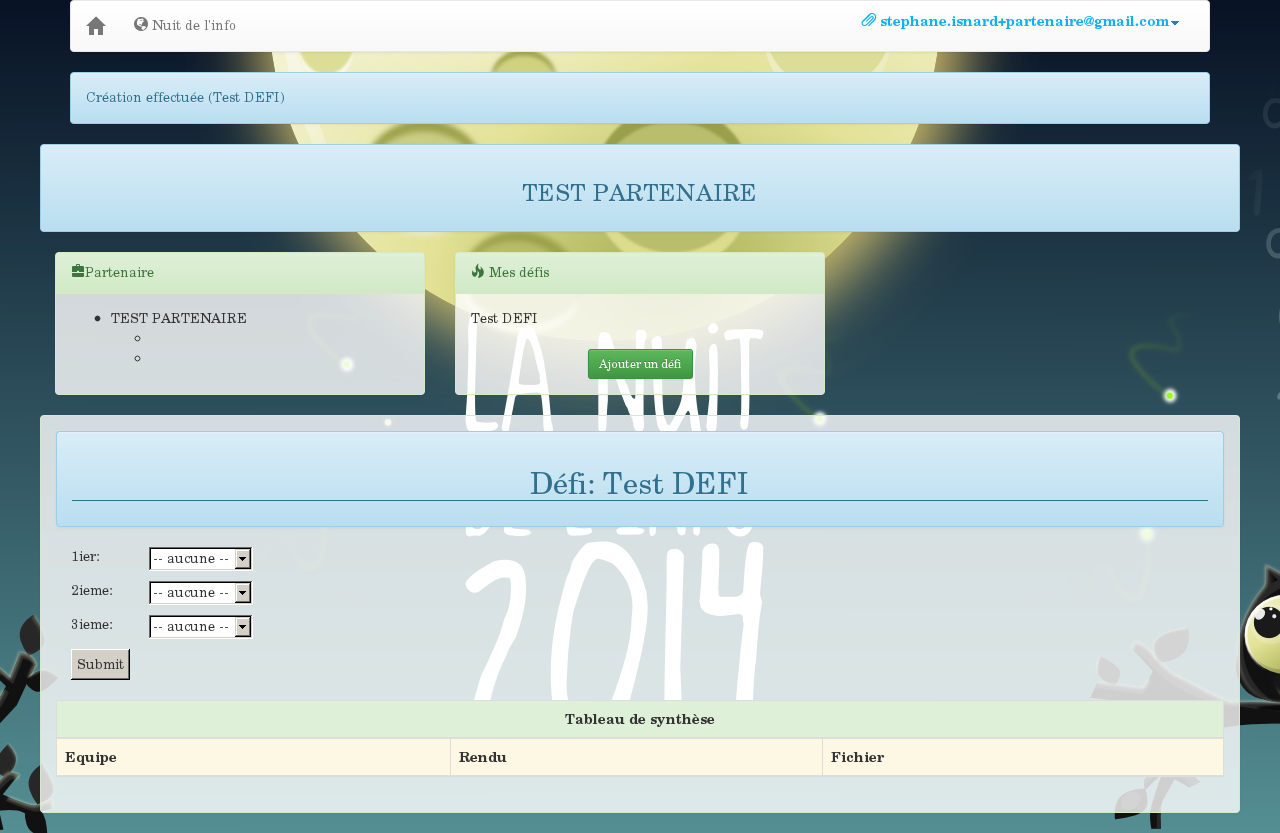 Nuit de l'info
stephane.isnard+partenaire@gmail.com
Création effectuée (Test DEFI)
TEST PARTENAIRE
Partenaire
TEST PARTENAIRE
Mes défis
Test DEFI
Ajouter un défi
LA NUIT
Défi: Test DEFI
DE L'INFO
2014
1ier:
-- aucune --
2ieme:
-- aucune --
3ieme:
-- aucune --
Submit
Tableau de synthèse
Equipe
Rendu
Fichier